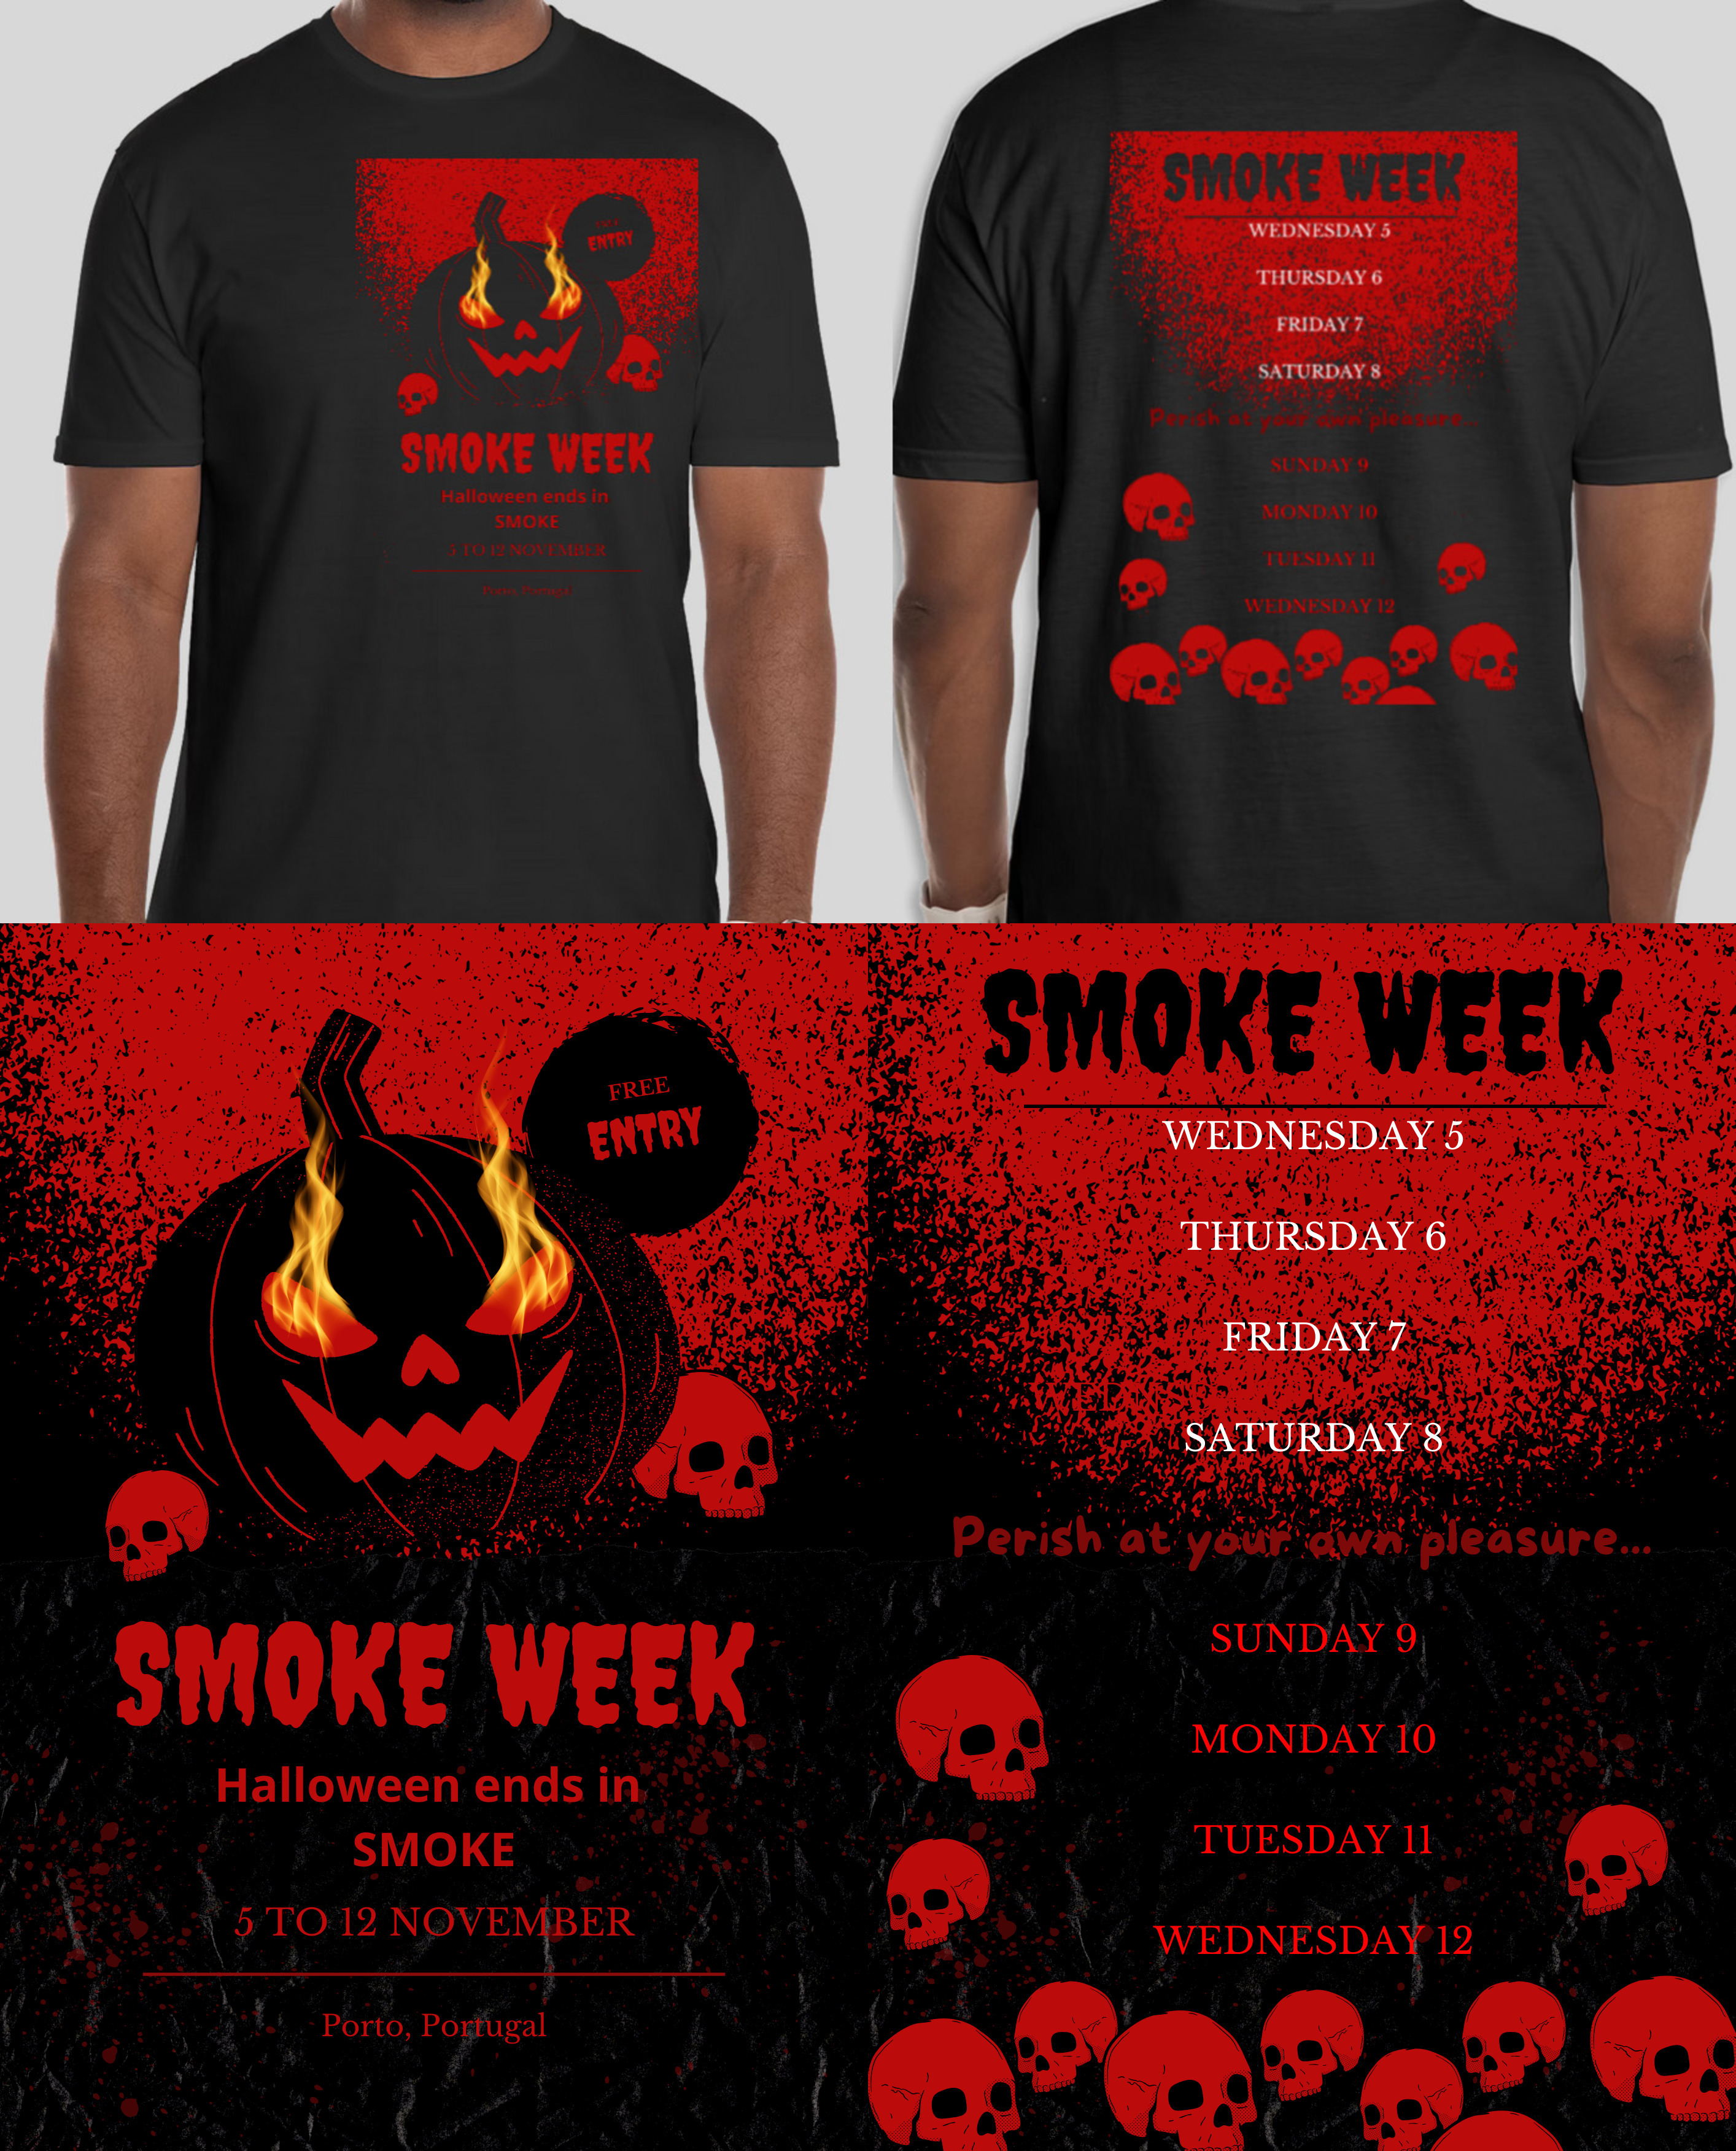 ENTRY
SMOKE WEEK
Halloween ends in
SMOKE
5 TO 12 NOVEMBER
Porto, Portugal
SMOKE WEEK
WEDNESDAY 5
THURSDAY 6
FRIDAY 7
SATURDAY 8
Perish at your own pleasure...
SUNDAY 9
MONDAY 10
TUESDAY 11
WEDNESDAY 12
FREE
ENTRY
SMOKE WEEK
Halloween ends in
SMOKE
5 TO 12 NOVEMBER
Porto, Portugal
SMOKE WEEK
WEDNESDAY 5
THURSDAY 6
FRIDAY 7
SATURDAY 8
Perish at your own pleasure...
SUNDAY 9
MONDAY 10
TUESDAY 11
WEDNESDAY 12